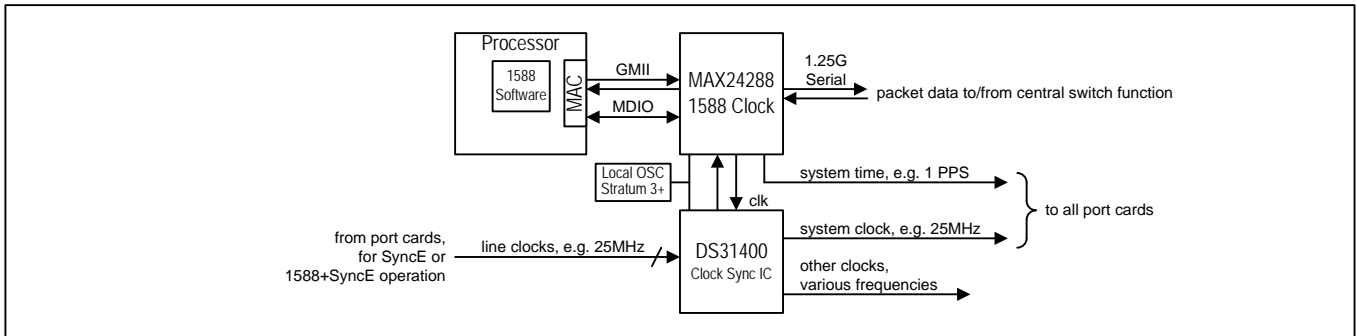 Processor
1588
Software
MAC
GMII
MDIO
MAX24288
1588 Clock
1.25G
Serial
packet data to/from central switch function
Local OSC
Stratum 3+
clk
system time, e.g. 1 PPS
system clock, e.g. 25MHz
to all port cards
from port cards,
for SyncE or
1588+SyncE operation
line clocks, e.g. 25MHz
DS31400
Clock Sync IC
other clocks,
various frequencies